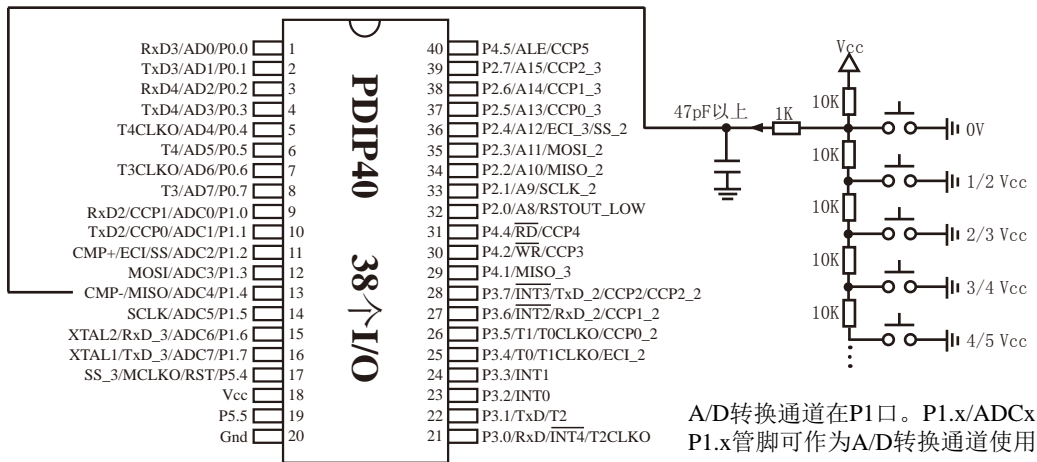 RxD3/AD0/P0.0 1
TxD3/AD1/P0.1 2
RxD4/AD2/P0.2 3
TxD4/AD3/P0.3 4
T4CLKO/AD4/P0.4 5
T4/AD5/P0.5 6
T3CLKO/AD6/P0.6 7
T3/AD7/P0.7 8
RxD2/CCP1/ADC0/P1.0 9
TxD2/CCP0/ADC1/P1.1 10
CMP+/ECI/SS/ADC2/P1.2 11
MOSI/ADC3/P1.3 12
CMP-/MISO/ADC4/P1.4 13
SCLK/ADC5/P1.5 14
XTAL2/RxD_3/ADC6/P1.6 15
XTAL1/TxD_3/ADC7/P1.7 16
SS_3/MCLKO/RST/P5.4 17
Vcc 18
P5.5 19
Gnd 20
PDIP40 38个I/O
40 P4.5/ALE/CCP5
39 P2.7/A15/CCP2_3
38 P2.6/A14/CCP1_3
37 P2.5/A13/CCP0_3
36 P2.4/A12/ECI_3/SS_2
35 P2.3/A11/MOSI_2
34 P2.2/A10/MISO_2
33 P2.1/A9/SCLK_2
32 P2.0/A8/RSTOUT_LOW
31 P4.4/RD/CCP4
30 P4.2/WR/CCP3
29 P4.1/MISO_3
28 P3.7/INT3/TxD_2/CCP2/CCP2_2
27 P3.6/INT2/RxD_2/CCP1_2
26 P3.5/T1/T0CLKO/CCP0_2
25 P3.4/T0/T1CLKO/ECI_2
24 P3.3/INT1
23 P3.2/INT0
22 P3.1/TxD/T2
21 P3.0/RxD/INT4/T2CLKO
Vcc
10K
47pF以上 1K
0V
10K
1/2 Vcc
10K
2/3 Vcc
10K
3/4 Vcc
10K
4/5 Vcc
A/D转换通道在P1口。P1.x/ADCx
P1.x管脚可作为A/D转换通道使用